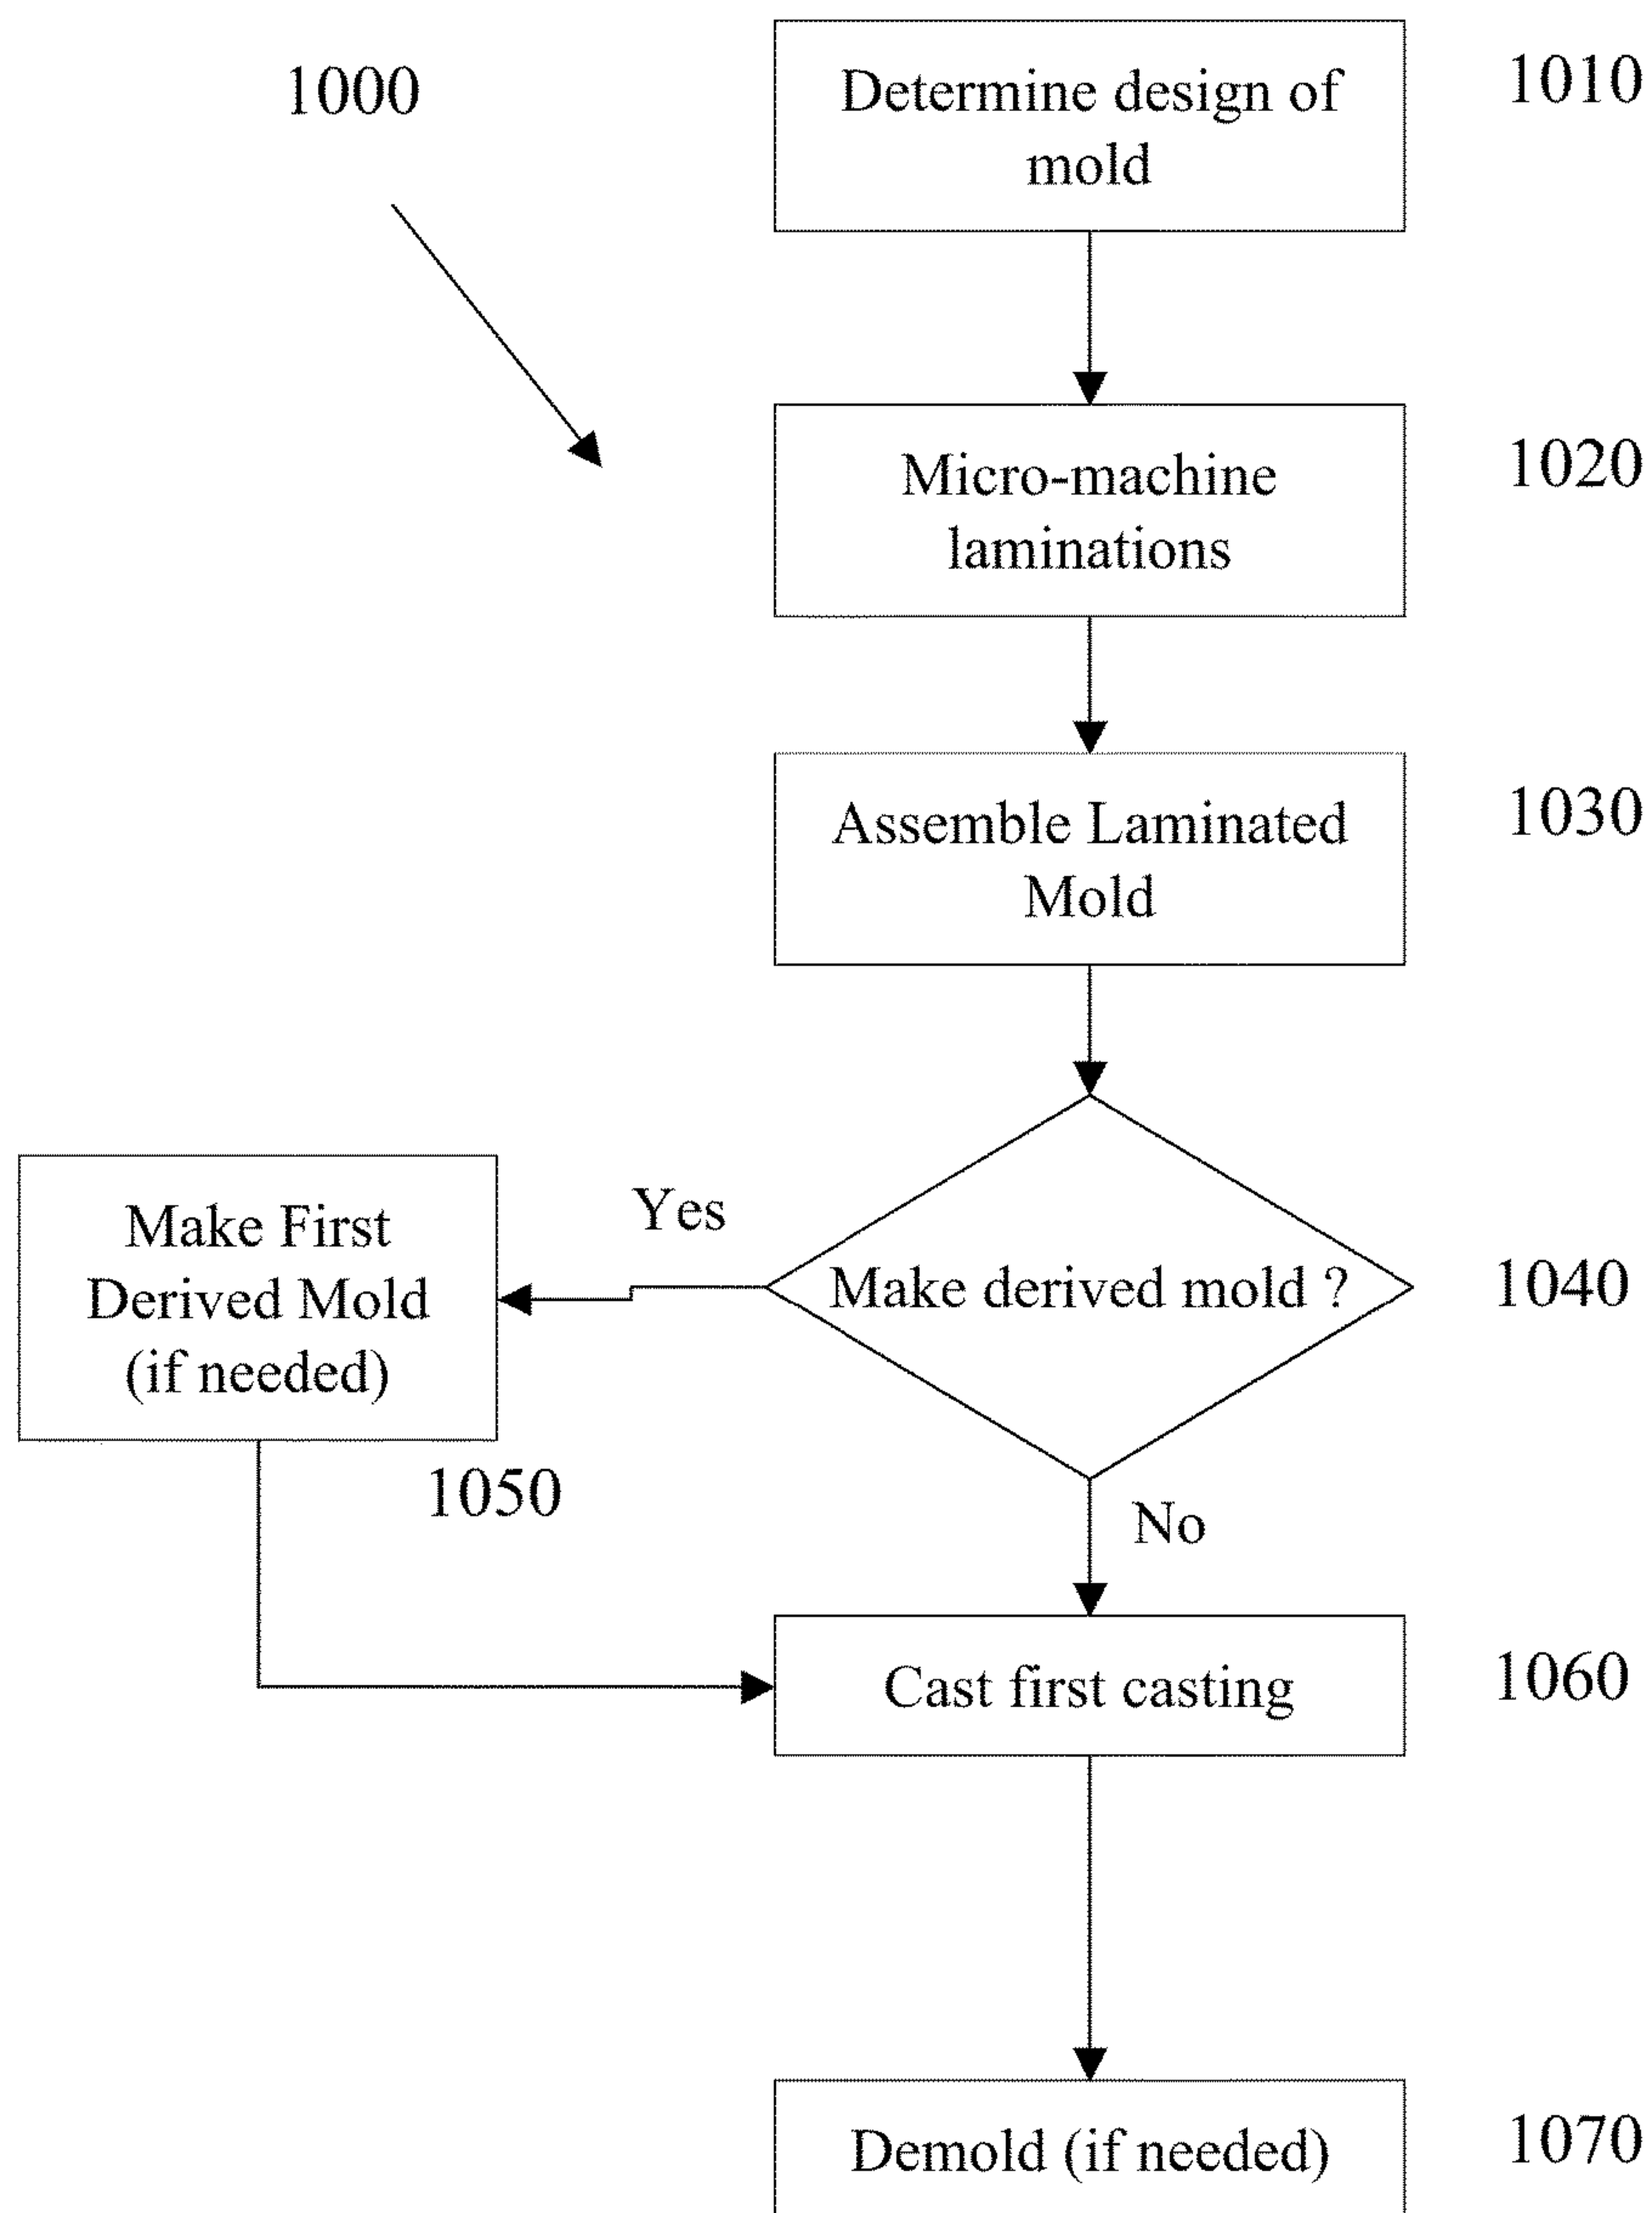 1000
Determine design of
mold
1010
Micro-machine
laminations
1020
Assemble Laminated
Mold
1030
Make First
Derived Mold
(if needed)
Yes
Make derived mold ?
1040
1050
No
Cast first casting
1060
Demold (if needed)
1070